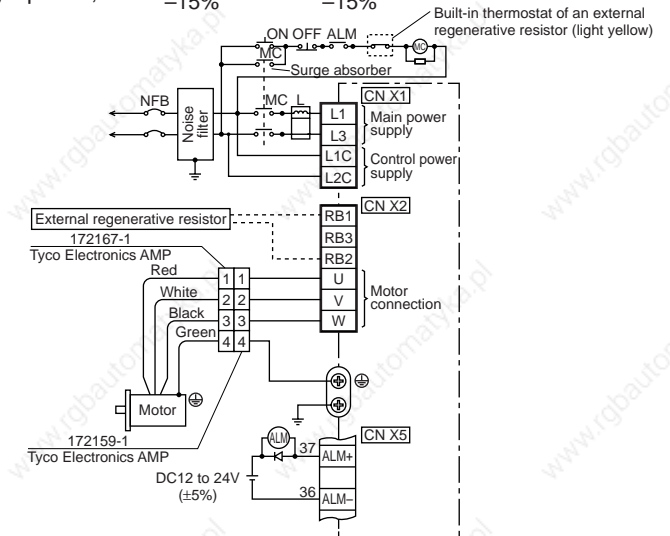 –15% –15%
Built-in thermostat of an external
regenerative resistor (light yellow)
ON OFF ALM
MC
MC
Surge absorber
NFB
Noise
filter
MC L
CN X1
L1
L3
L1C
L2C
Main power
supply
Control power
supply
CN X2
External regenerative resistor
RB1
RB3
RB2
U
V
W
172167-1
Tyco Electronics AMP
Red
White
Black
Green
1 1
2 2
3 3
4 4
Motor
connection
Motor
172159-1
Tyco Electronics AMP
ALM
CN X5
37 ALM+
DC12 to 24V
(±5%)
36 ALM–
www.rgbautomatyka.pl